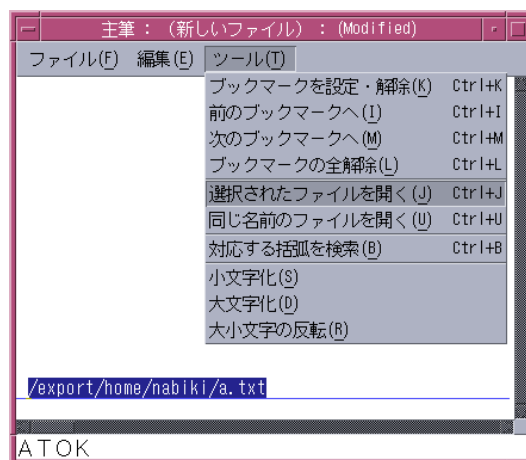 主筆：（新しいファイル）：(Modified)
ファイル(F) 編集(E) ツール(T)
ブックマークを設定・解除(K) Ctrl+K
前のブックマークへ(I) Ctrl+I
次のブックマークへ(M) Ctrl+M
ブックマークの全解除(L) Ctrl+L
選択されたファイルを開く(J) Ctrl+J
同じ名前のファイルを開く(U) Ctrl+U
対応する括弧を検索(B) Ctrl+B
小文字化(S)
大文字化(D)
大小文字の反転(R)
/export/home/nabiki/a.txt
ATOK